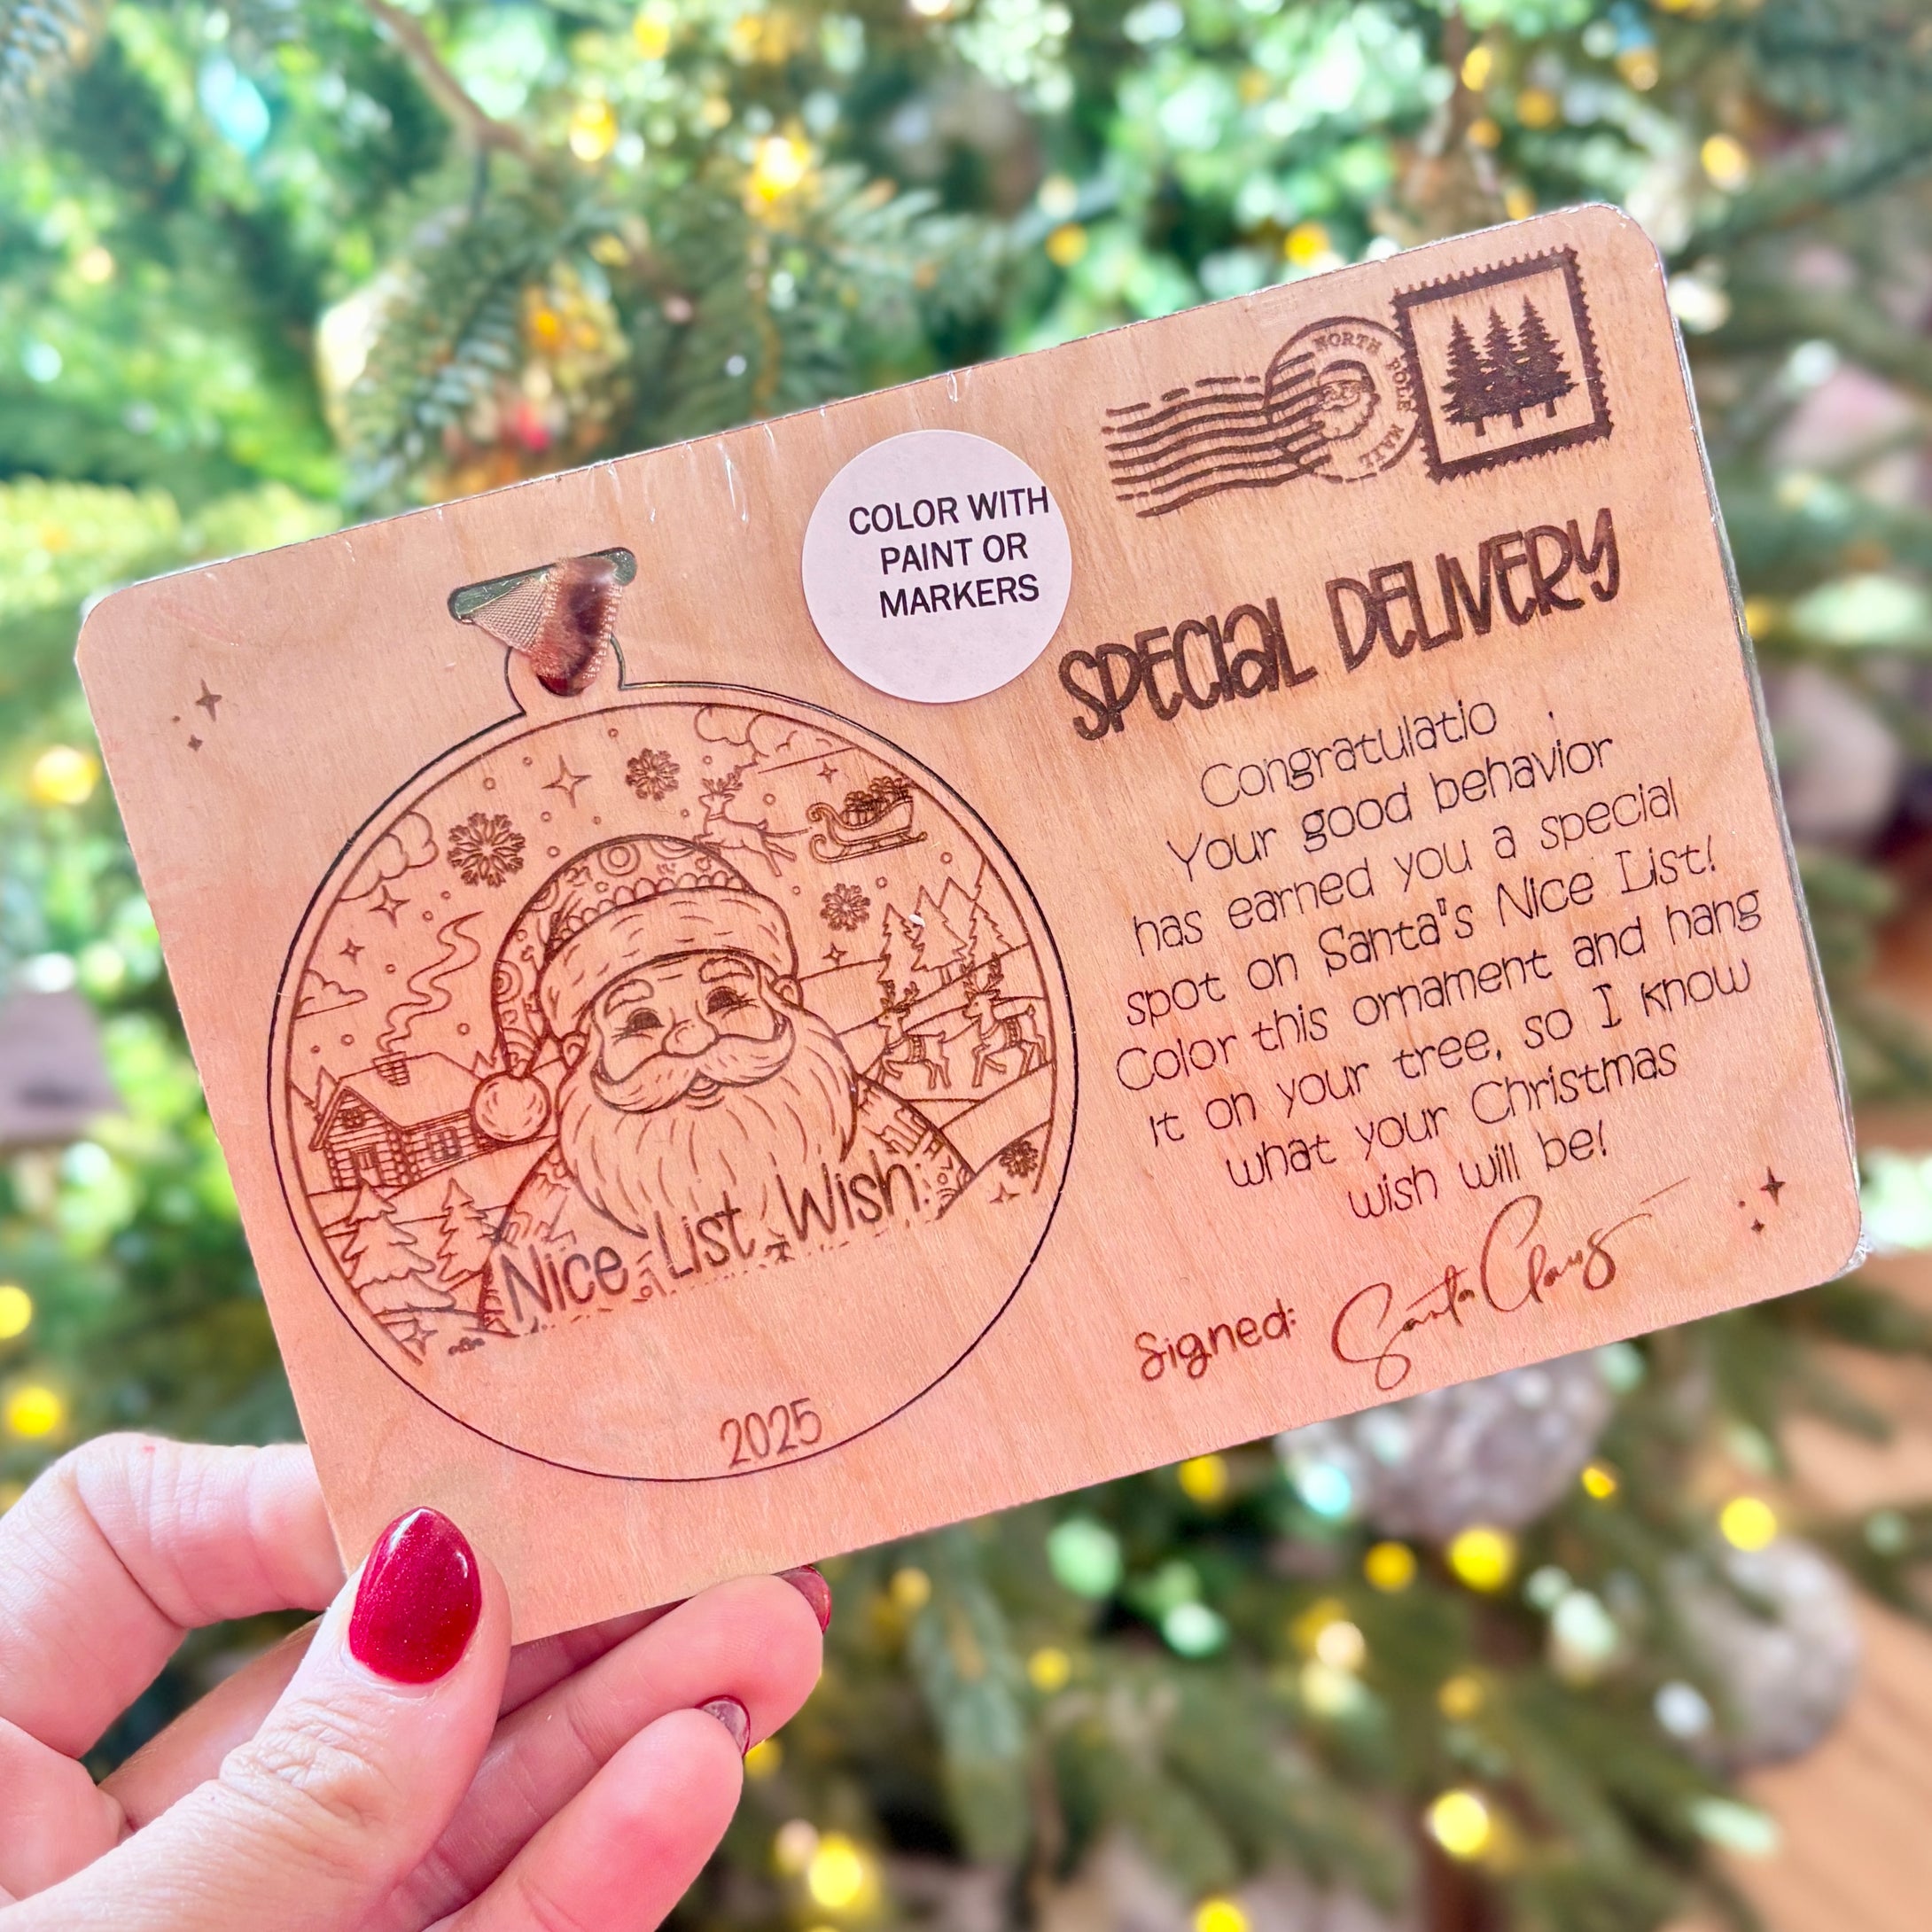 NORTH POLE MAIL
COLOR WITH
PAINT OR
MARKERS
SPECIAL DELIVERY
Congratulatio
Your good behavior
has earned you a special
spot on Santa"s Nice List!
Color this ornament and hang
it on your tree, so I know
what your Christmas
wish will be!
Signed: Santa Claus
Nice List Wish:
2025